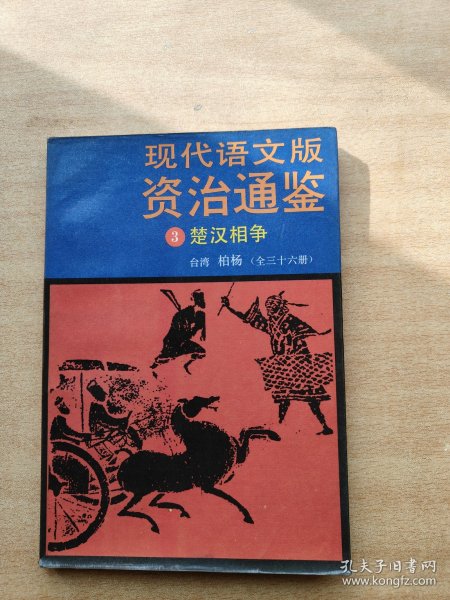 现代语文版
资治通鉴
3 楚汉相争
台湾 柏杨（全三十六册）
孔夫子旧书网
www.kongfz.com